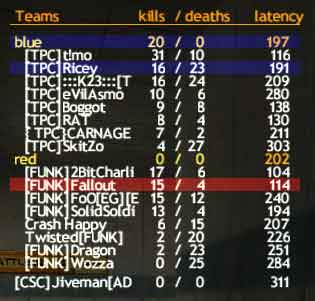 Teams kills / deaths latency
blue 20 / 0 197
[TPC]t!mo 31 / 10 116
[TPC]Ricey 16 / 23 191
[TPC]:::K23:::[T 16 / 24 209
[TPC]eVilAsmo 10 / 6 280
[TPC]Boggot 9 / 8 138
[TPC]RAT 8 / 4 130
{TPC}CARNAGE 7 / 2 211
[TPC]SkitZo 4 / 27 303
red 0 / 0 202
[FUNK]2BitCharli 17 / 6 104
[FUNK]Fallout 15 / 4 114
[FUNK]FoO[EG][E 15 / 12 240
[FUNK]SolidSoldi 13 / 4 194
Crash Happy 6 / 15 207
Twisted[FUNK] 2 / 20 226
[FUNK]Dragon 2 / 23 251
[FUNK]Wozza 0 / 25 284
[CSC]Jiveman[AD 0 / 0 311